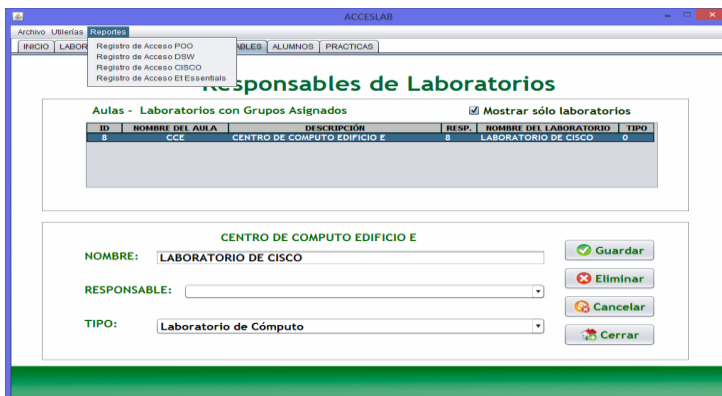 ACCESLAB
Archivo Utilerías Reportes
INICIO LABOR ABLES ALUMNOS PRACTICAS
Registro de Acceso POO
Registro de Acceso DSW
Registro de Acceso CISCO
Registro de Acceso Et Essentials
Responsables de Laboratorios
Aulas - Laboratorios con Grupos Asignados Mostrar sólo laboratorios
ID NOMBRE DEL AULA DESCRIPCIÓN RESP. NOMBRE DEL LABORATORIO TIPO
8 CCE CENTRO DE COMPUTO EDIFICIO E 8 LABORATORIO DE CISCO 0
CENTRO DE COMPUTO EDIFICIO E
NOMBRE: LABORATORIO DE CISCO
RESPONSABLE:
TIPO: Laboratorio de Cómputo
Guardar
Eliminar
Cancelar
Cerrar